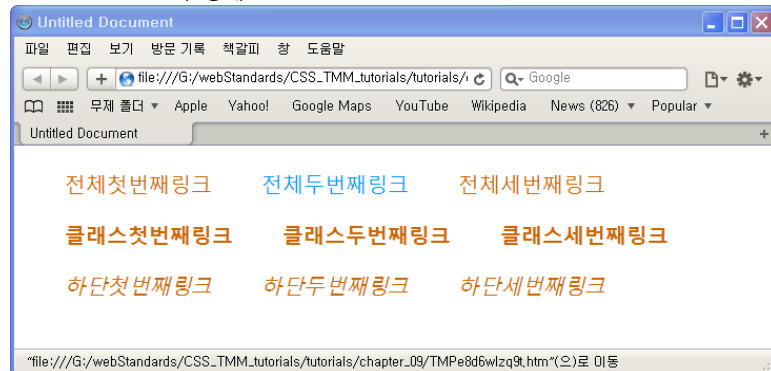 Untitled Document
파일 편집 보기 방문 기록 책갈피 창 도움말
file:///G:/webStandards/CSS_TMM_tutorials/tutorials/ Google
무제 폴더 ▼ Apple Yahoo! Google Maps YouTube Wikipedia News (826) ▼ Popular ▼
Untitled Document
전체첫번째링크 전체두번째링크 전체세번째링크
클래스첫번째링크 클래스두번째링크 클래스세번째링크
하단첫번째링크 하단두번째링크 하단세번째링크
"file:///G:/webStandards/CSS_TMM_tutorials/tutorials/chapter_09/TMPe8d6wlzq9t.htm"(으)로 이동